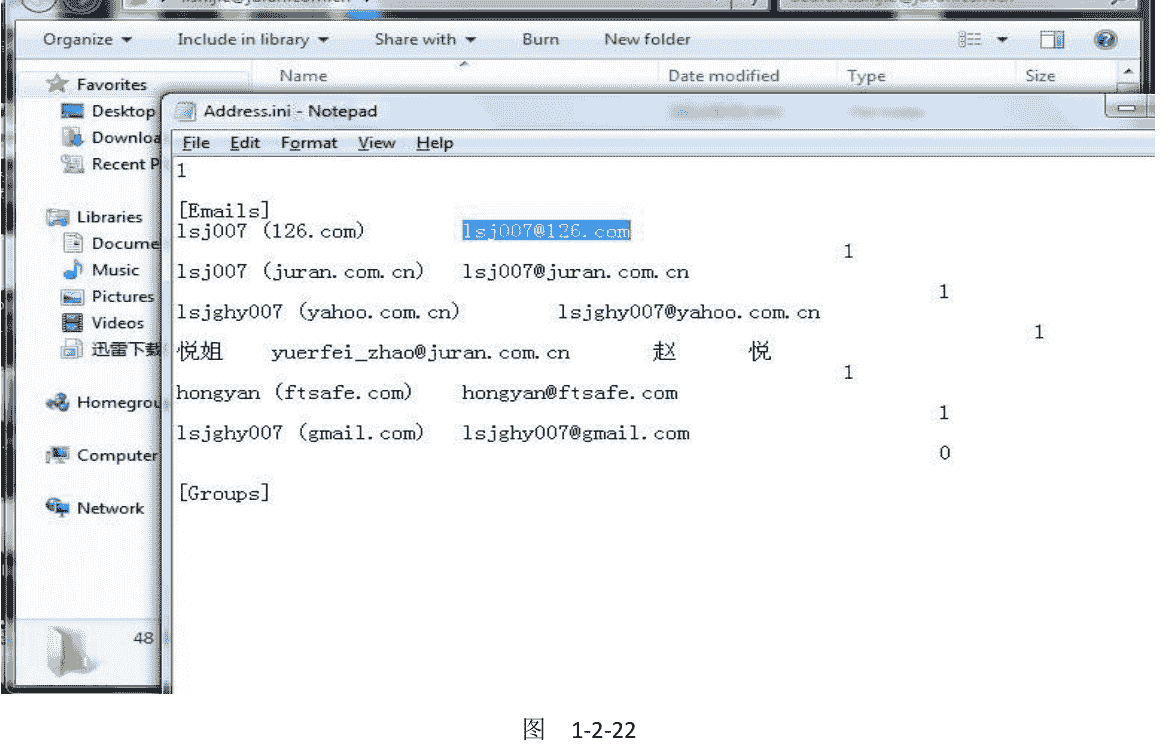 Organize Include in library Share with Burn New folder
Name Date modified Type Size
Favorites
Desktop
Downloa
Recent P
Libraries
Docume
Music
Pictures
Videos
迅雷下载
Homegrou
Computer
Network
48
Address.ini - Notepad
File Edit Format View Help
1
[Emails]
lsj007 (126.com) lsj007@126.com
1
lsj007 (juran.com.cn) lsj007@juran.com.cn
1
lsjghy007 (yahoo.com.cn) lsjghy007@yahoo.com.cn
1
悦姐 yuerfei_zhao@juran.com.cn 赵 悦
1
hongyan (ftsafe.com) hongyan@ftsafe.com
1
lsjghy007 (gmail.com) lsjghy007@gmail.com
0
[Groups]
图 1-2-22